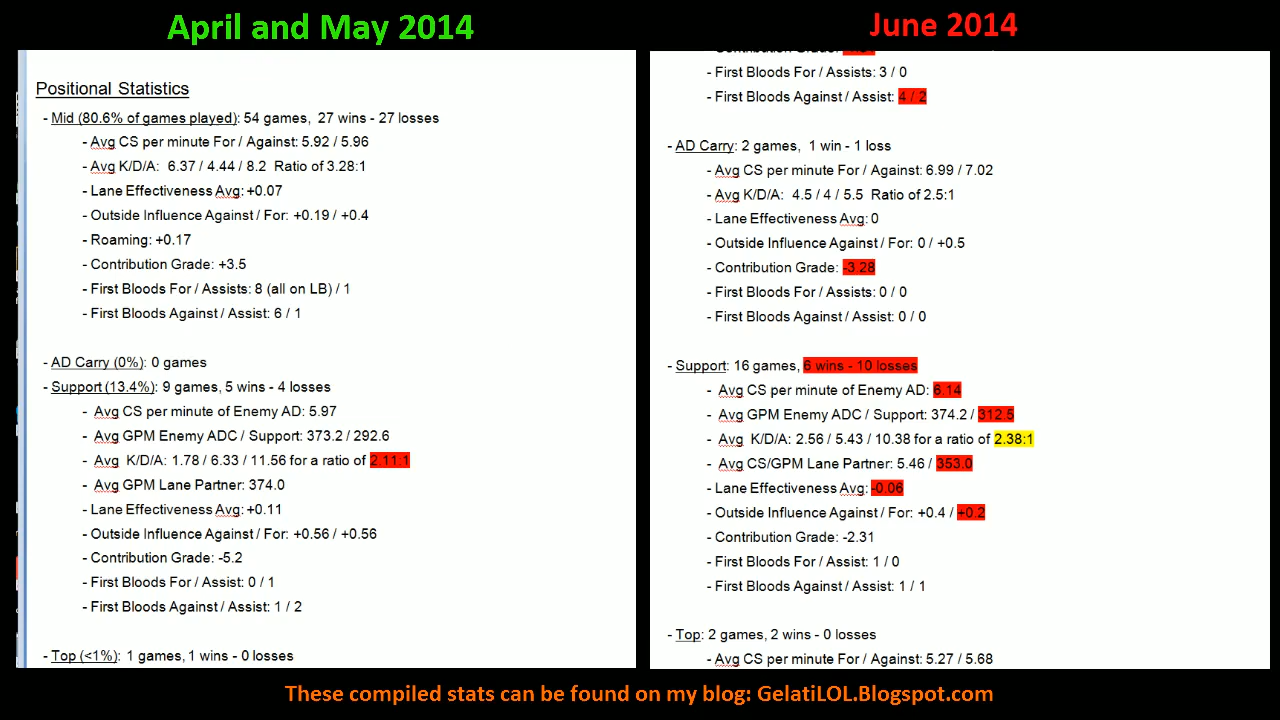 April and May 2014
June 2014
Positional Statistics
- Mid (80.6% of games played): 54 games, 27 wins - 27 losses
- Avg CS per minute For / Against: 5.92 / 5.96
- Avg K/D/A: 6.37 / 4.44 / 8.2 Ratio of 3.28:1
- Lane Effectiveness Avg: +0.07
- Outside Influence Against / For: +0.19 / +0.4
- Roaming: +0.17
- Contribution Grade: +3.5
- First Bloods For / Assists: 8 (all on LB) / 1
- First Bloods Against / Assist: 6 / 1
- AD Carry (0%): 0 games
- Support (13.4%): 9 games, 5 wins - 4 losses
- Avg CS per minute of Enemy AD: 5.97
- Avg GPM Enemy ADC / Support: 373.2 / 292.6
- Avg K/D/A: 1.78 / 6.33 / 11.56 for a ratio of 2.11:1
- Avg GPM Lane Partner: 374.0
- Lane Effectiveness Avg: +0.11
- Outside Influence Against / For: +0.56 / +0.56
- Contribution Grade: -5.2
- First Bloods For / Assist: 0 / 1
- First Bloods Against / Assist: 1 / 2
- Top (<1%): 1 games, 1 wins - 0 losses
- Contribution Grade:
- First Bloods For / Assists: 3 / 0
- First Bloods Against / Assist: 4 / 2
- AD Carry: 2 games, 1 win - 1 loss
- Avg CS per minute For / Against: 6.99 / 7.02
- Avg K/D/A: 4.5 / 4 / 5.5 Ratio of 2.5:1
- Lane Effectiveness Avg: 0
- Outside Influence Against / For: 0 / +0.5
- Contribution Grade: -3.28
- First Bloods For / Assists: 0 / 0
- First Bloods Against / Assist: 0 / 0
- Support: 16 games, 6 wins - 10 losses
- Avg CS per minute of Enemy AD: 6.14
- Avg GPM Enemy ADC / Support: 374.2 / 312.5
- Avg K/D/A: 2.56 / 5.43 / 10.38 for a ratio of 2.38:1
- Avg CS/GPM Lane Partner: 5.46 / 353.0
- Lane Effectiveness Avg: -0.06
- Outside Influence Against / For: +0.4 / +0.2
- Contribution Grade: -2.31
- First Bloods For / Assist: 1 / 0
- First Bloods Against / Assist: 1 / 1
- Top: 2 games, 2 wins - 0 losses
- Avg CS per minute For / Against: 5.27 / 5.68
These compiled stats can be found on my blog: GelatiLOL.Blogspot.com